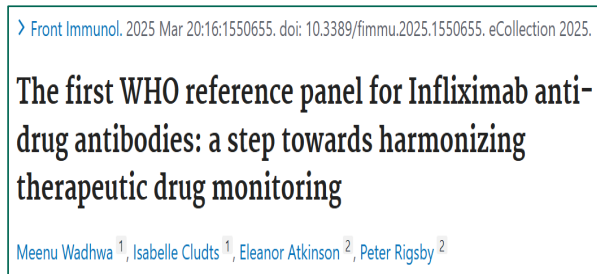 > Front Immunol. 2025 Mar 20:16:1550655. doi: 10.3389/fimmu.2025.1550655. eCollection 2025.
The first WHO reference panel for Infliximab anti-
drug antibodies: a step towards harmonizing
therapeutic drug monitoring
Meenu Wadhwa 1, Isabelle Cludts 1, Eleanor Atkinson 2, Peter Rigsby 2